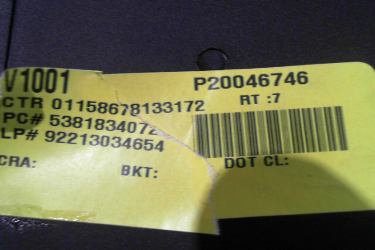 V1001 P20046746
CTR 01158678133172 RT :7
PC# 5381834072
LP# 92213034654
CRA: BKT: DOT CL: